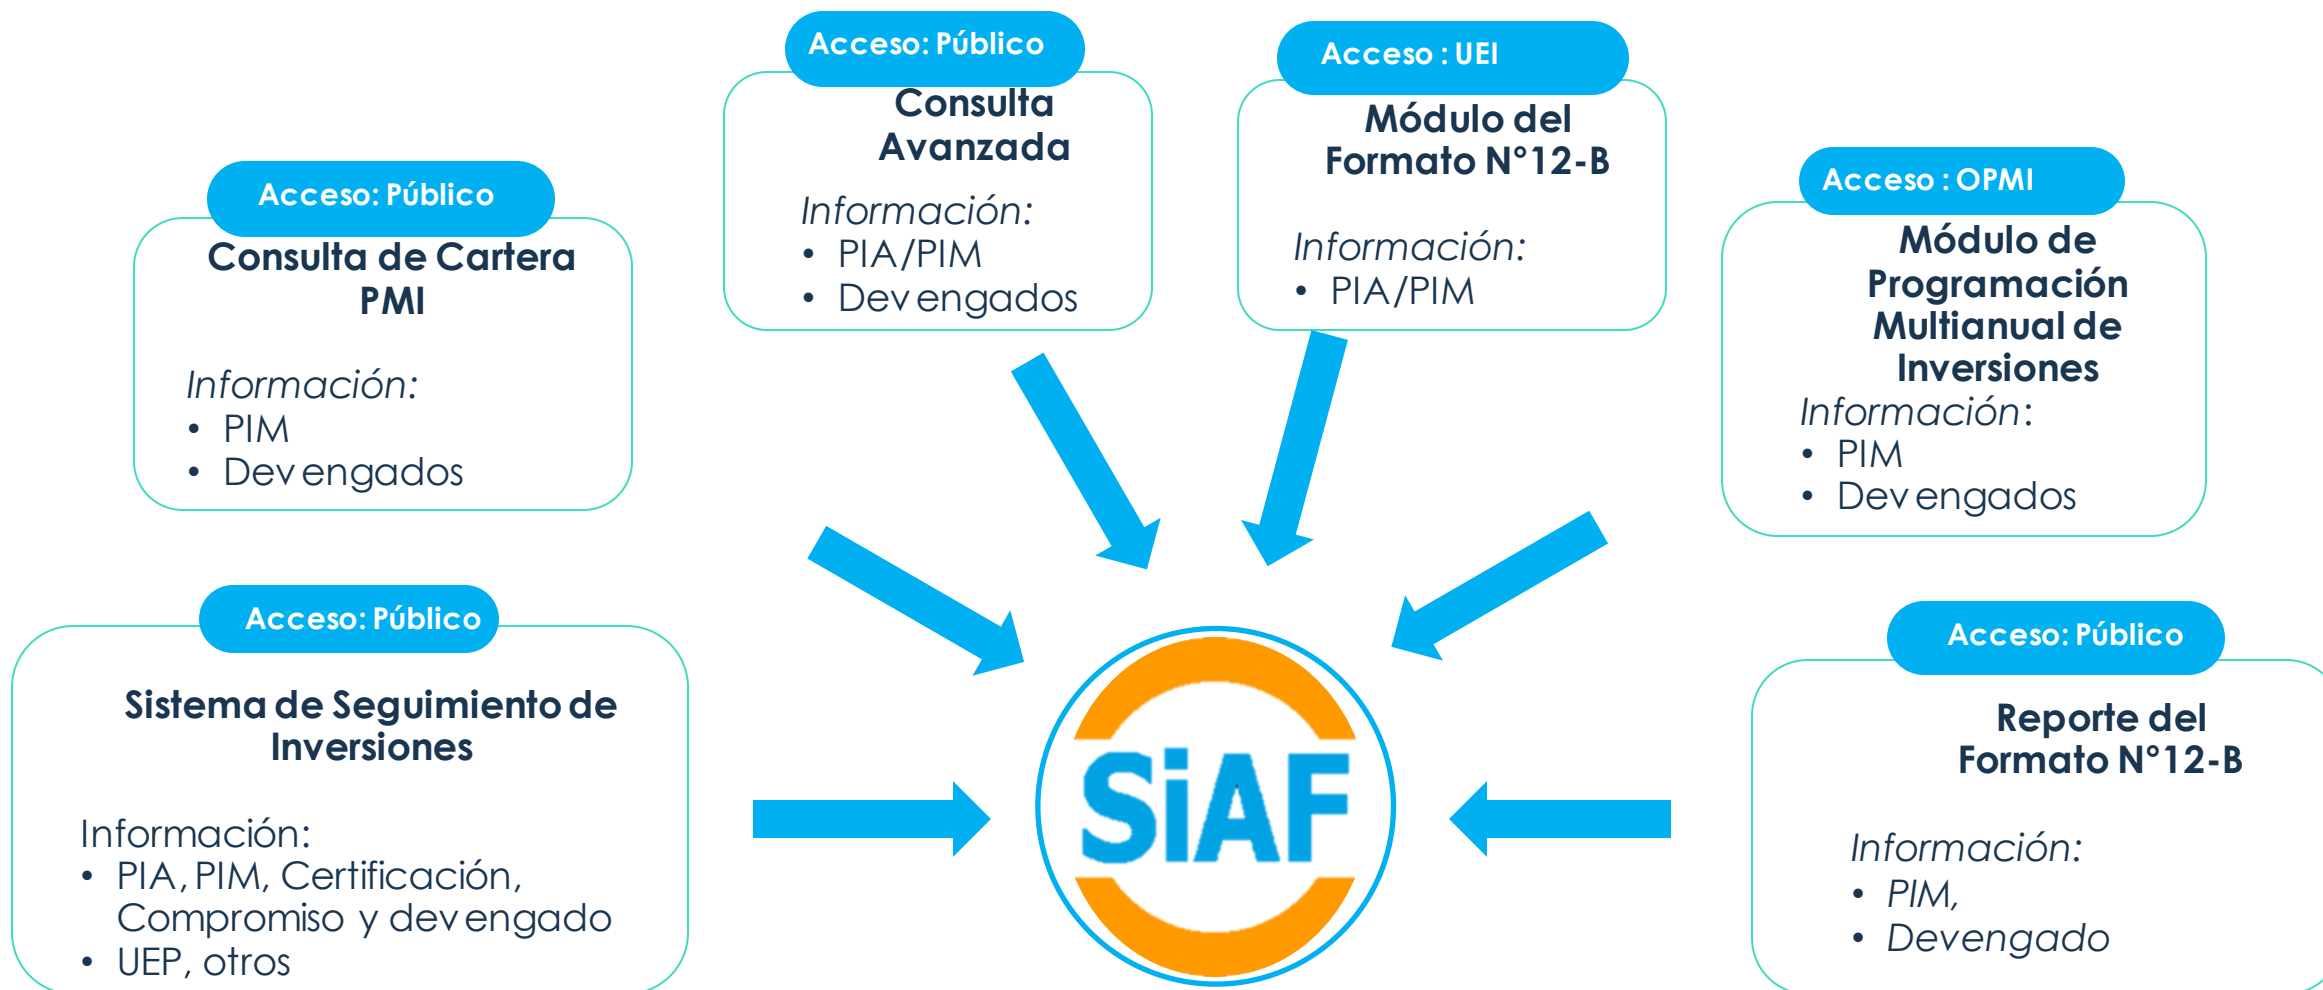 Acceso: Público
Consulta
Avanzada
Información:
• PIA/PIM
• Devengados
Acceso : UEI
Módulo del
Formato N°12-B
Información:
• PIA/PIM
Acceso: Público
Consulta de Cartera
PMI
Información:
• PIM
• Devengados
Acceso : OPMI
Módulo de
Programación
Multianual de
Inversiones
Información:
• PIM
• Devengados
Acceso: Público
Sistema de Seguimiento de
Inversiones
Información:
• PIA, PIM, Certificación,
Compromiso y devengado
• UEP, otros
SiAF
Acceso: Público
Reporte del
Formato N°12-B
Información:
• PIM,
• Devengado